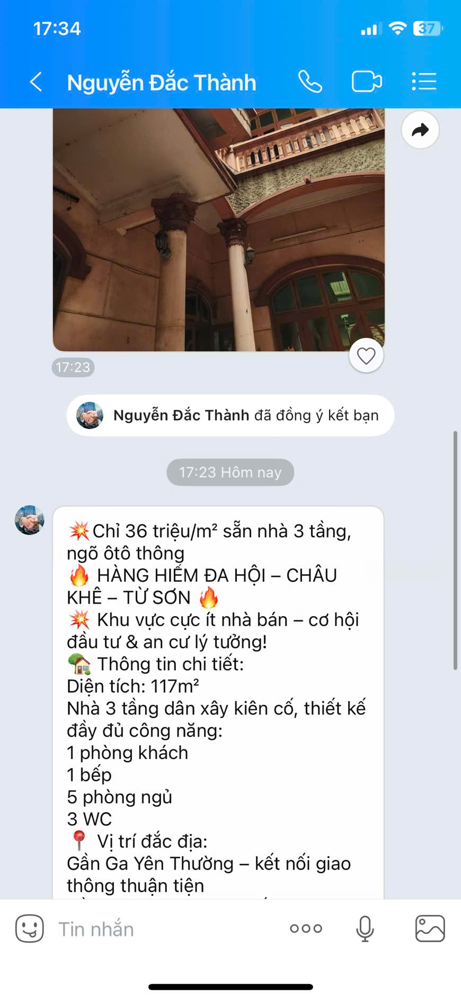 17:34
37
Nguyễn Đắc Thành
17:23
Nguyễn Đắc Thành đã đồng ý kết bạn
17:23 Hôm nay
💥Chỉ 36 triệu/m² sẵn nhà 3 tầng,
ngõ ôtô thông
🔥 HÀNG HIẾM ĐA HỘI – CHÂU
KHÊ – TỪ SƠN 🔥
💥 Khu vực cực ít nhà bán – cơ hội
đầu tư & an cư lý tưởng!
🏡 Thông tin chi tiết:
Diện tích: 117m²
Nhà 3 tầng dân xây kiên cố, thiết kế
đầy đủ công năng:
1 phòng khách
1 bếp
5 phòng ngủ
3 WC
📍 Vị trí đắc địa:
Gần Ga Yên Thường – kết nối giao
thông thuận tiện
Tin nhắn